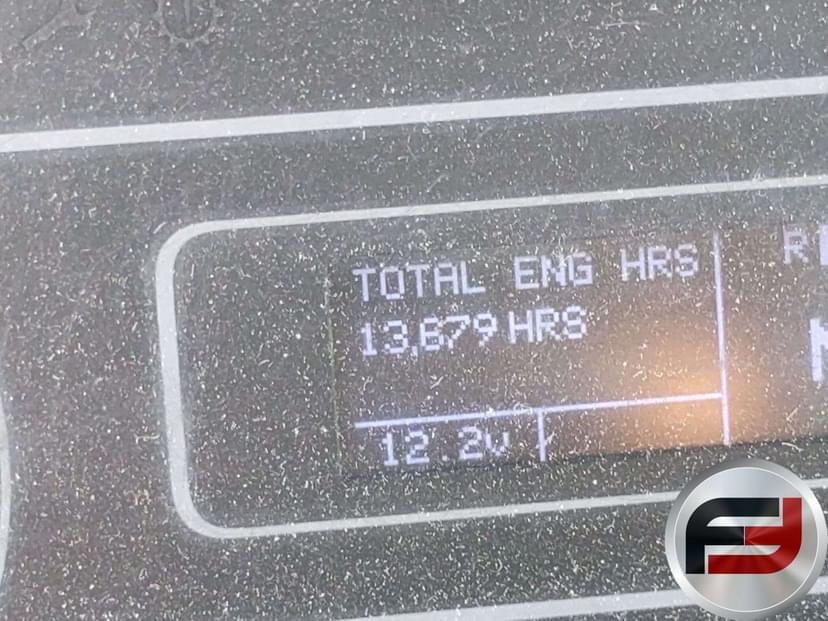 TOTAL ENG HRS
13,679 HRS
12.2v